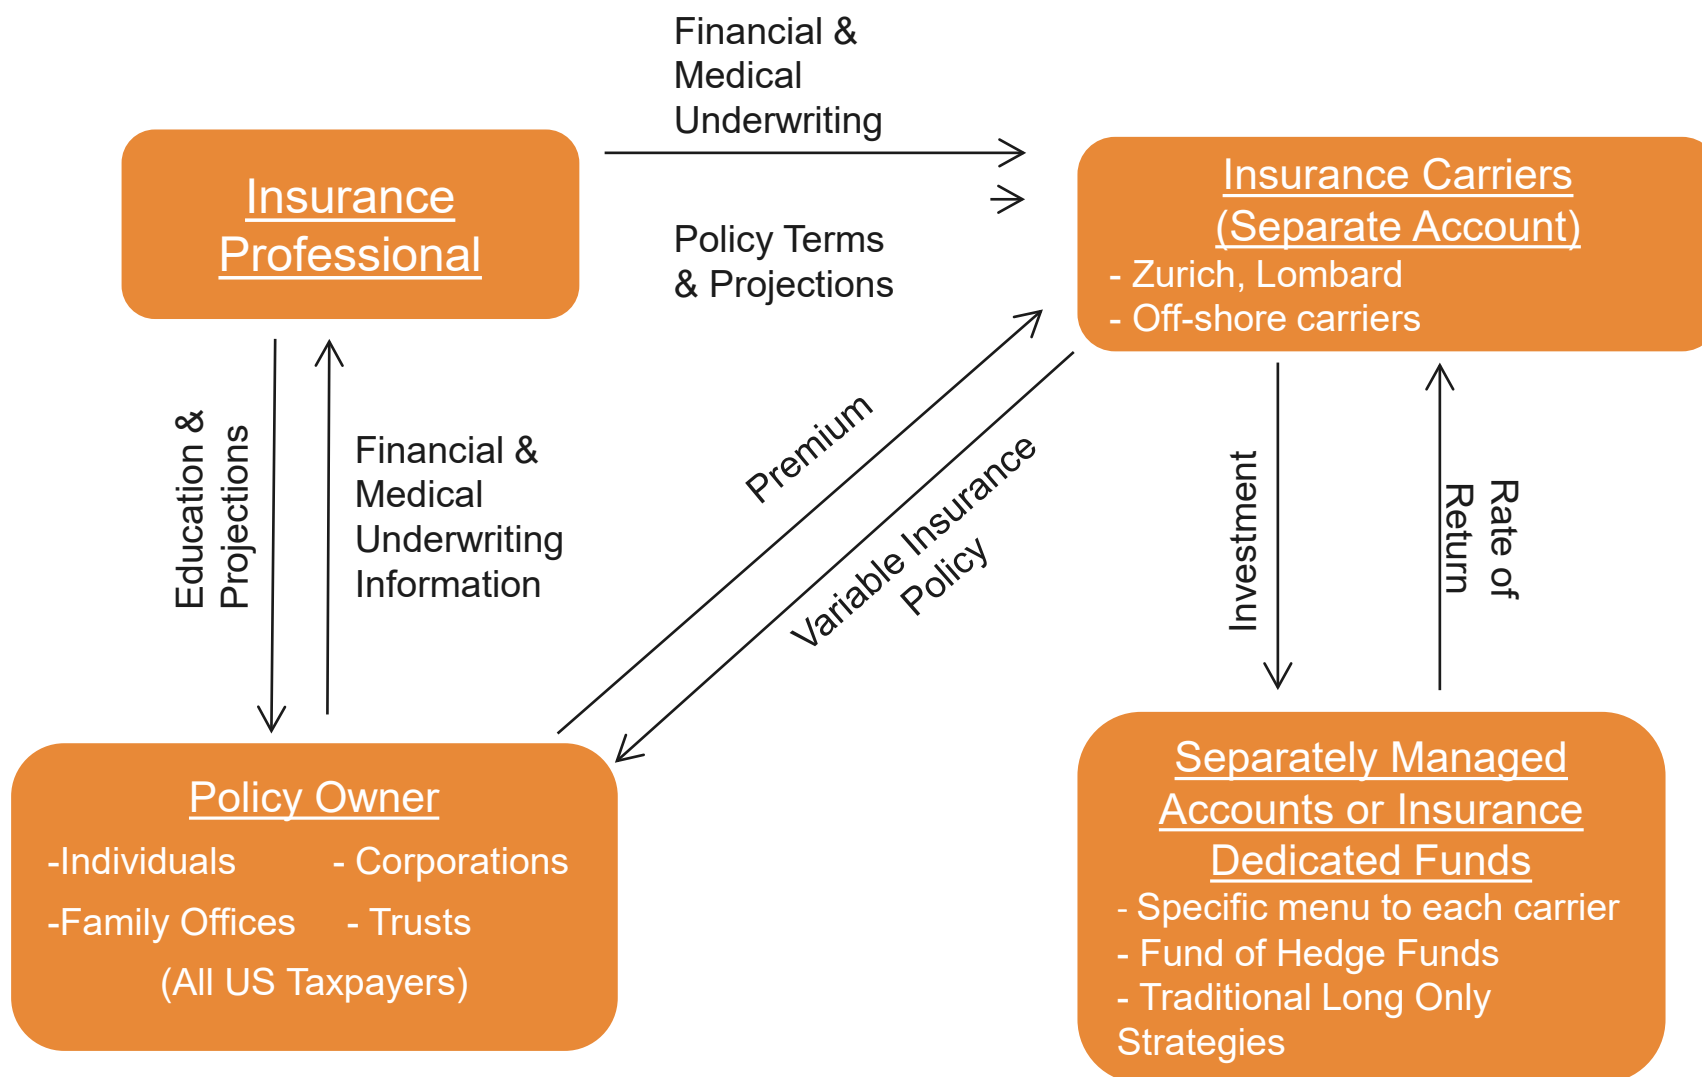 Financial &
Medical
Underwriting
Insurance
Professional
Insurance Carriers
(Separate Account)
- Zurich, Lombard
- Off-shore carriers
Policy Terms
& Projections
Education &
Projections
Financial &
Medical
Underwriting
Information
Premium
Variable Insurance
Policy
Investment
Rate of
Return
Policy Owner
-Individuals - Corporations
-Family Offices - Trusts
(All US Taxpayers)
Separately Managed
Accounts or Insurance
Dedicated Funds
- Specific menu to each carrier
- Fund of Hedge Funds
- Traditional Long Only
Strategies